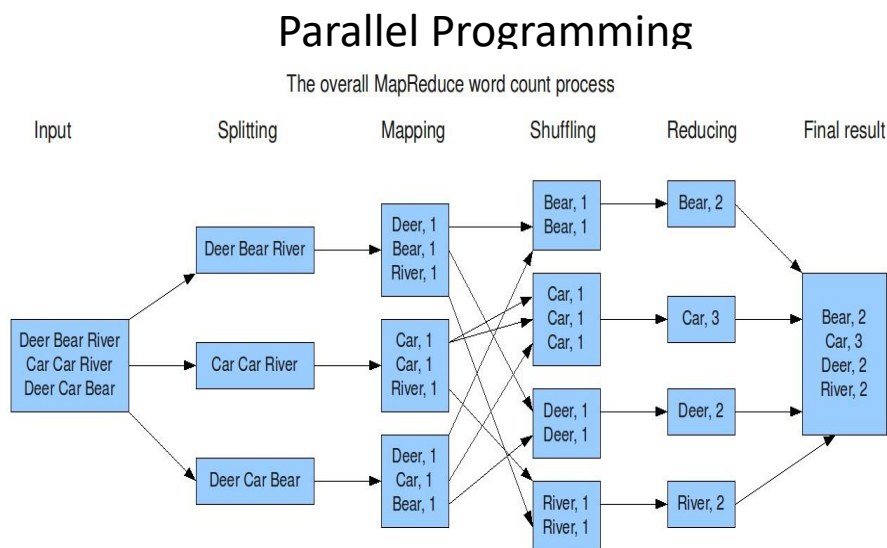 Parallel Programming
The overall MapReduce word count process
Input
Splitting
Mapping
Shuffling
Reducing
Final result
Deer Bear River
Car Car River
Deer Car Bear
Deer Bear River
Car Car River
Deer Car Bear
Deer, 1
Bear, 1
River, 1
Car, 1
Car, 1
River, 1
Deer, 1
Car, 1
Bear, 1
Bear, 1
Bear, 1
Car, 1
Car, 1
Car, 1
Deer, 1
Deer, 1
River, 1
River, 1
Bear, 2
Car, 3
Deer, 2
River, 2
Bear, 2
Car, 3
Deer, 2
River, 2